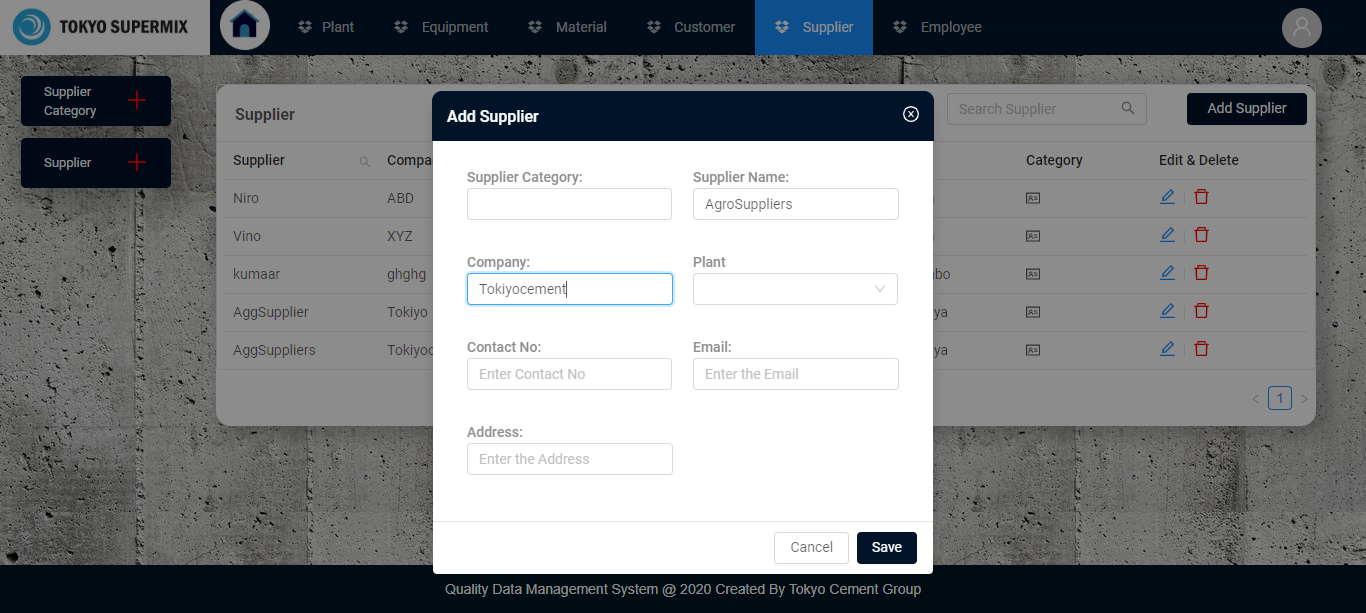 TOKYO SUPERMIX
Plant
Equipment
Material
Customer
Supplier
Employee
Supplier
Category
Supplier
Supplier
Search Supplier
Add Supplier
Supplier
Compa
Category
Edit & Delete
Niro
ABD
Vino
XYZ
kumaar
ghghg
bo
AggSupplier
Tokiyo
ya
AggSuppliers
Tokiyoc
ya
1
Add Supplier
Supplier Category:
Supplier Name:
AgroSuppliers
Company:
Plant
Tokiyocement
Contact No:
Email:
Enter Contact No
Enter the Email
Address:
Enter the Address
Cancel
Save
Quality Data Management System @ 2020 Created By Tokyo Cement Group